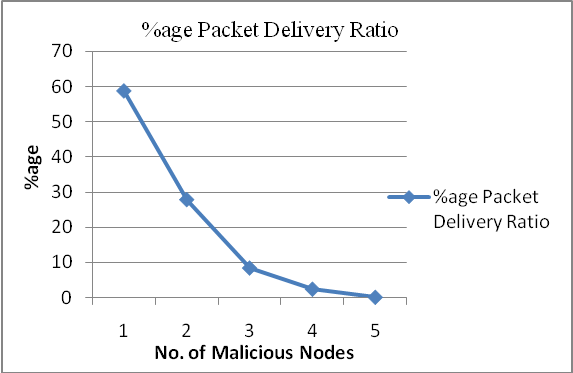 %age Packet Delivery Ratio
70
60
50
40
30
20
10
0
%age
1 2 3 4 5
No. of Malicious Nodes
%age Packet
Delivery Ratio